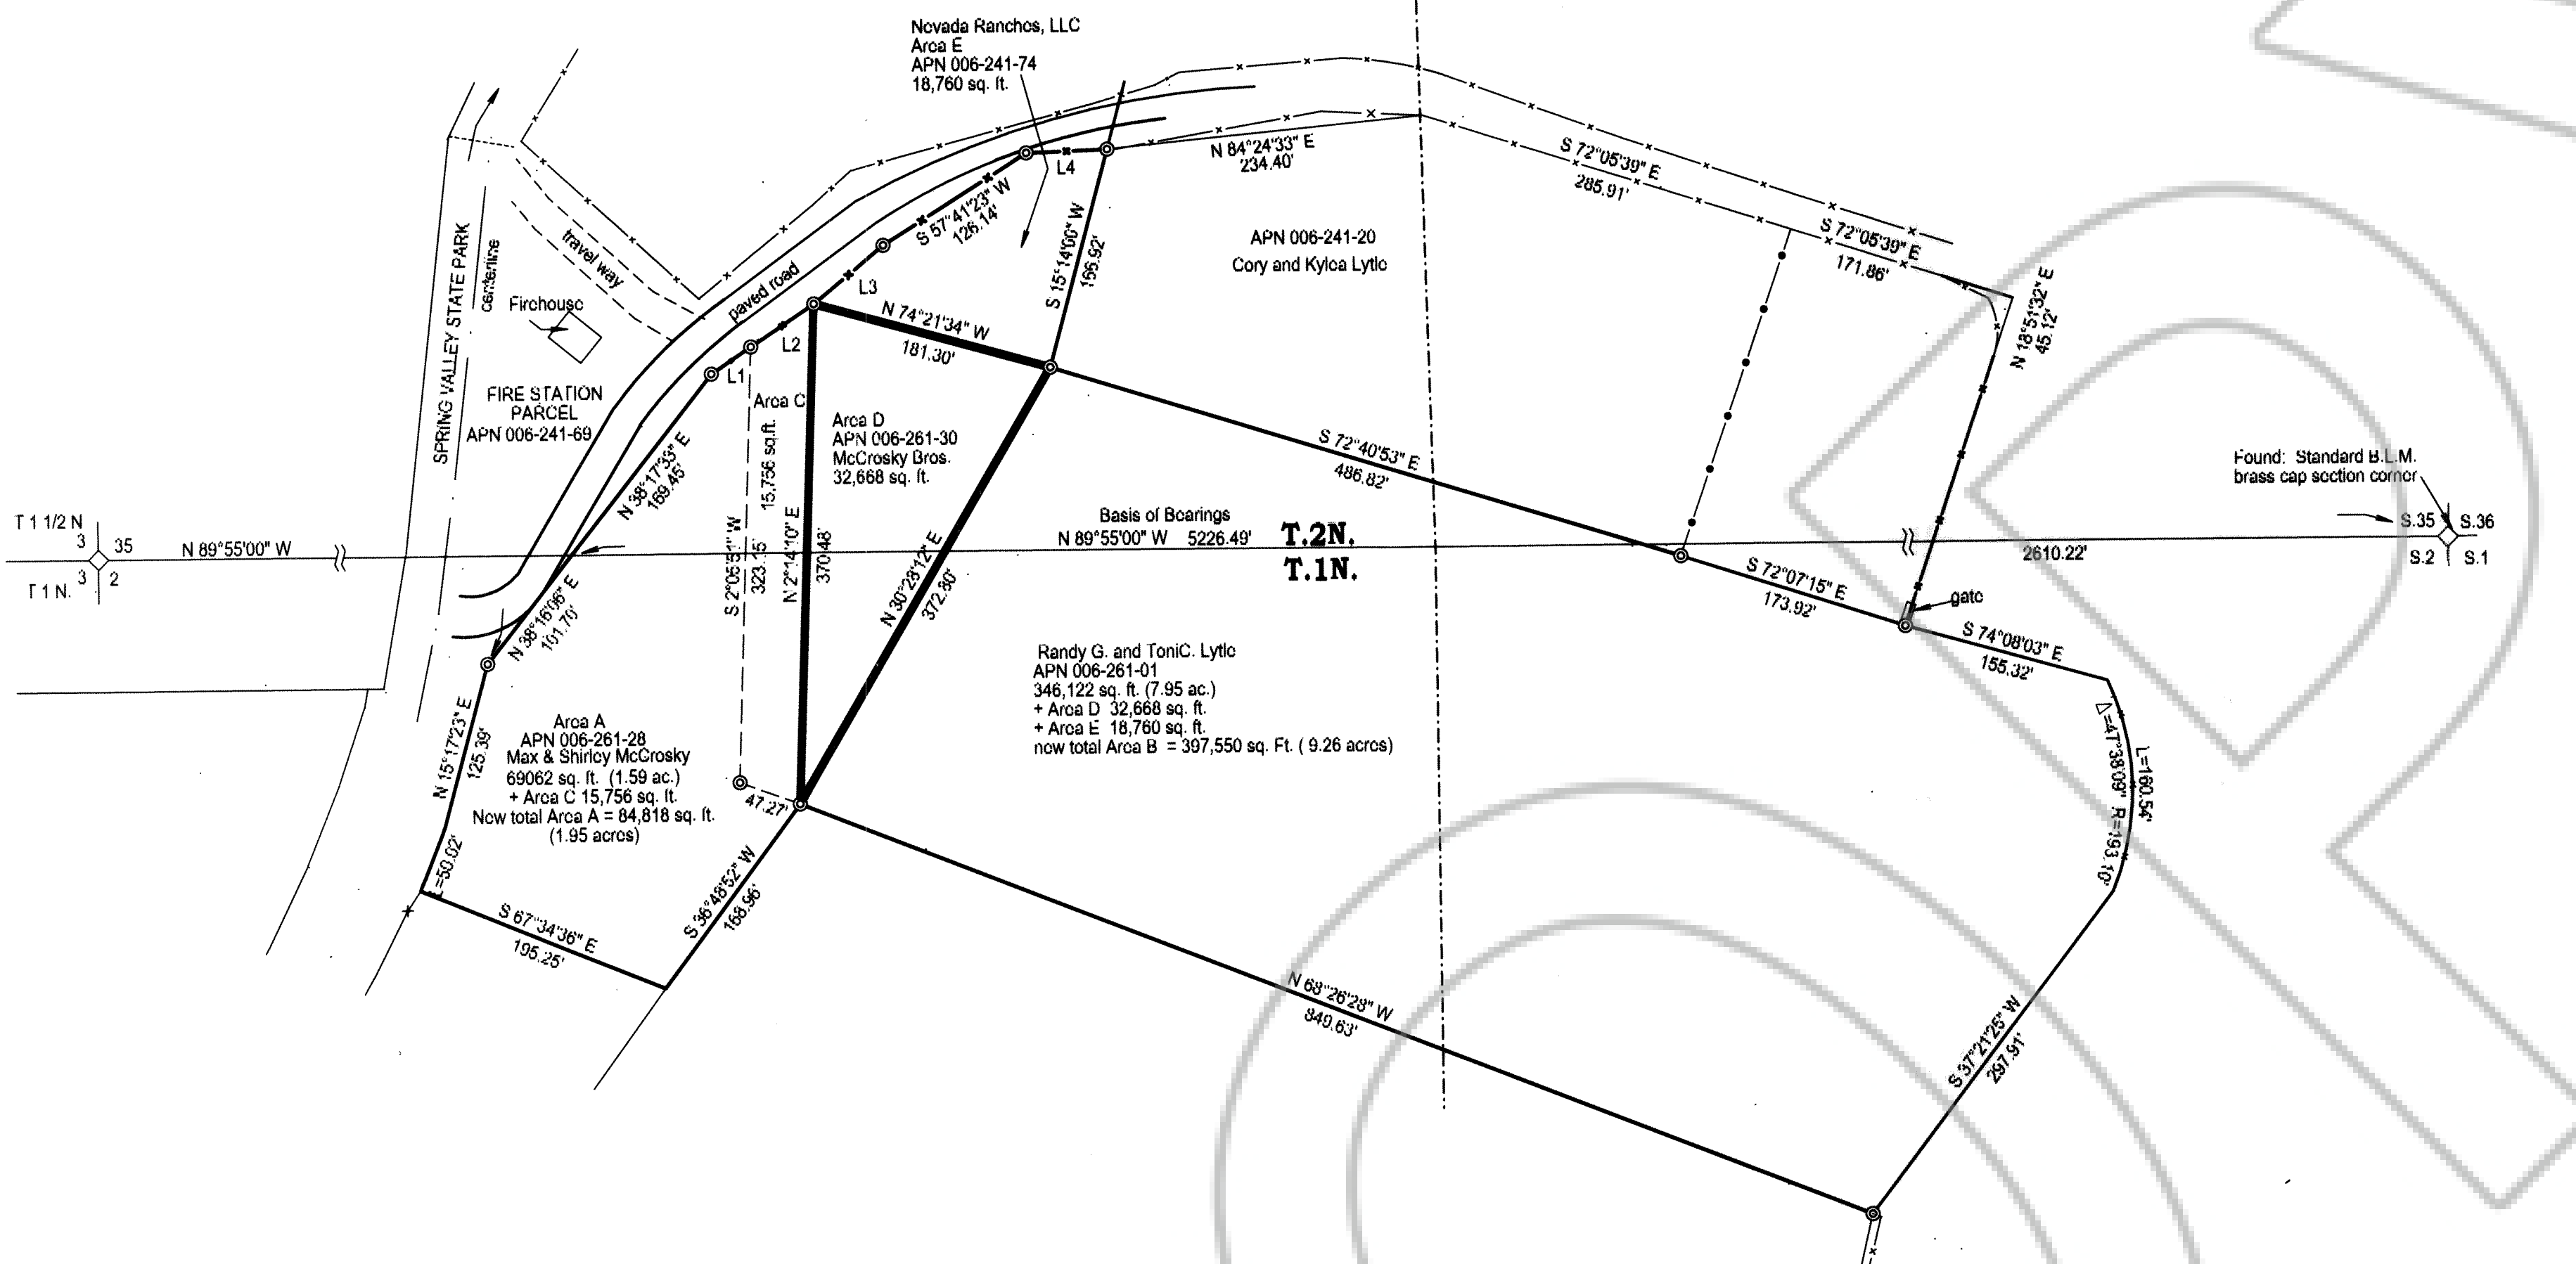 Nevada Ranches, LLC
Area E
APN 006-241-74
18,760 sq. ft.
N 84°24'33" E
234.40'
S 72°05'39" E
285.91'
S 72°05'39" E
171.86'
N 18°51'32" E
45.12'
L4
S 57°41'23" W
126.14'
S 15°14'00" W
APN 006-241-20
Cory and Kylea Lytle
SPRING VALLEY STATE PARK
centerline
travel way
Firehouse
paved road
L3
N 74°21'34" W
181.30'
L2
L1
FIRE STATION
PARCEL
APN 006-241-69
Area C
15,756 sq.ft.
Area D
APN 006-261-30
McCrosky Bros.
32,668 sq. ft.
N 38°17'33" E
169.45'
S 72°40'53" E
486.82'
Found: Standard B.L.M.
brass cap section corner
S.35 S.36
S.2 S.1
T 1 1/2 N
3 35
3 2
T 1 N.
N 89°55'00" W
Basis of Bearings
N 89°55'00" W 5226.49'
T.2N.
T.1N.
2610.22'
N 2°14'10" E
370.48'
N 30°28'12" E
372.80'
N 38°16'06" E
101.70'
S 72°07'15" E
173.92'
gate
S 74°08'03" E
155.32'
Randy G. and ToniC. Lytle
APN 006-261-01
346,122 sq. ft. (7.95 ac.)
+ Area D 32,668 sq. ft.
+ Area E 18,760 sq. ft.
new total Area B = 397,550 sq. Ft. ( 9.26 acres)
N 15°17'23" E
125.39'
Area A
APN 006-261-28
Max & Shirley McCrosky
69062 sq. ft. (1.59 ac.)
+ Area C 15,756 sq. ft.
New total Area A = 84,818 sq. ft.
(1.95 acres)
47.27'
Δ=47°38'09" R=193.10'
L=160.54'
S 36°48'52" W
168.96'
S 67°34'36" E
195.25'
N 68°26'28" W
849.63'
S 37°21'25" W
297.91'